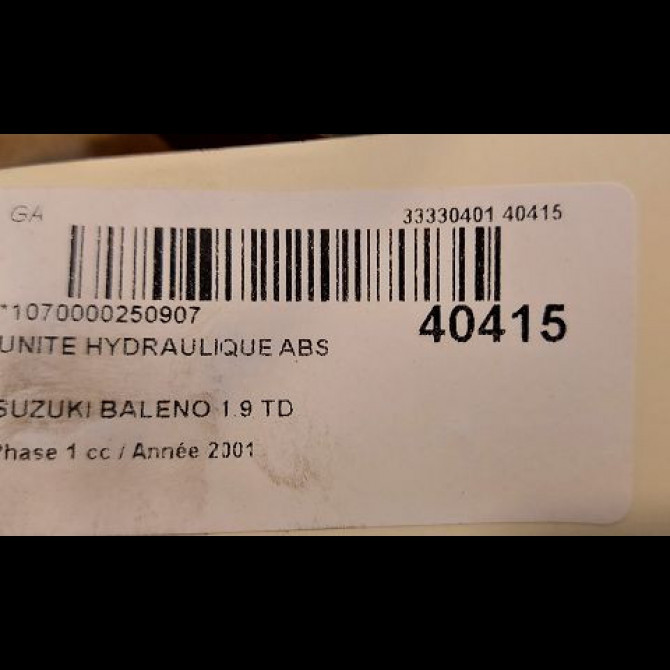 GA 33330401 40415
*1070000250907 40415
UNITE HYDRAULIQUE ABS
SUZUKI BALENO 1.9 TD
Phase 1 cc / Année 2001